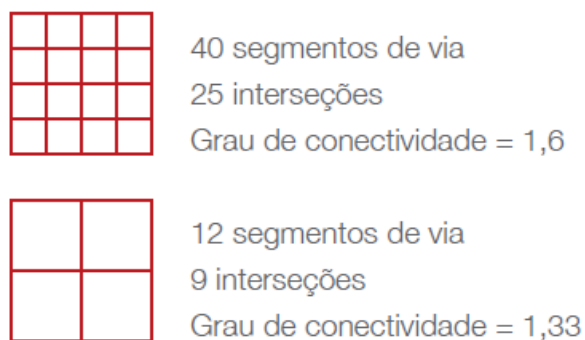 40 segmentos de via
25 interseções
Grau de conectividade = 1,6
12 segmentos de via
9 interseções
Grau de conectividade = 1,33